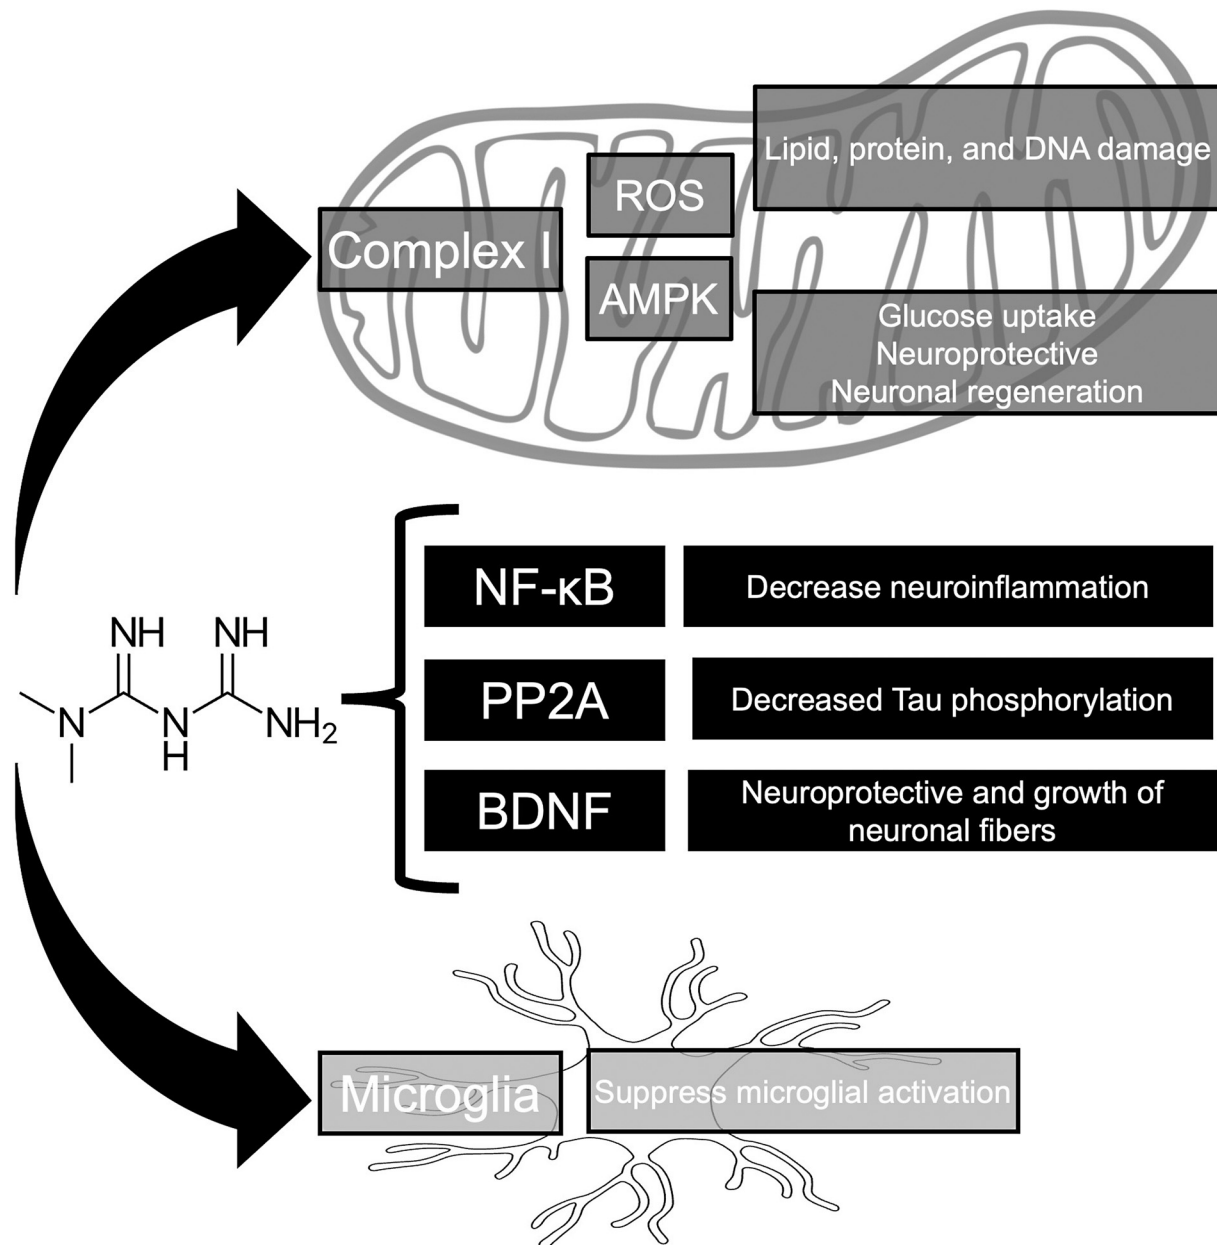 Lipid, protein, and DNA damage
ROS
Complex I
AMPK
Glucose uptake
Neuroprotective
Neuronal regeneration
NF-κB
Decrease neuroinflammation
NH NH
N
N
H
NH₂
PP2A
Decreased Tau phosphorylation
BDNF
Neuroprotective and growth of
neuronal fibers
Microglia
Suppress microglial activation